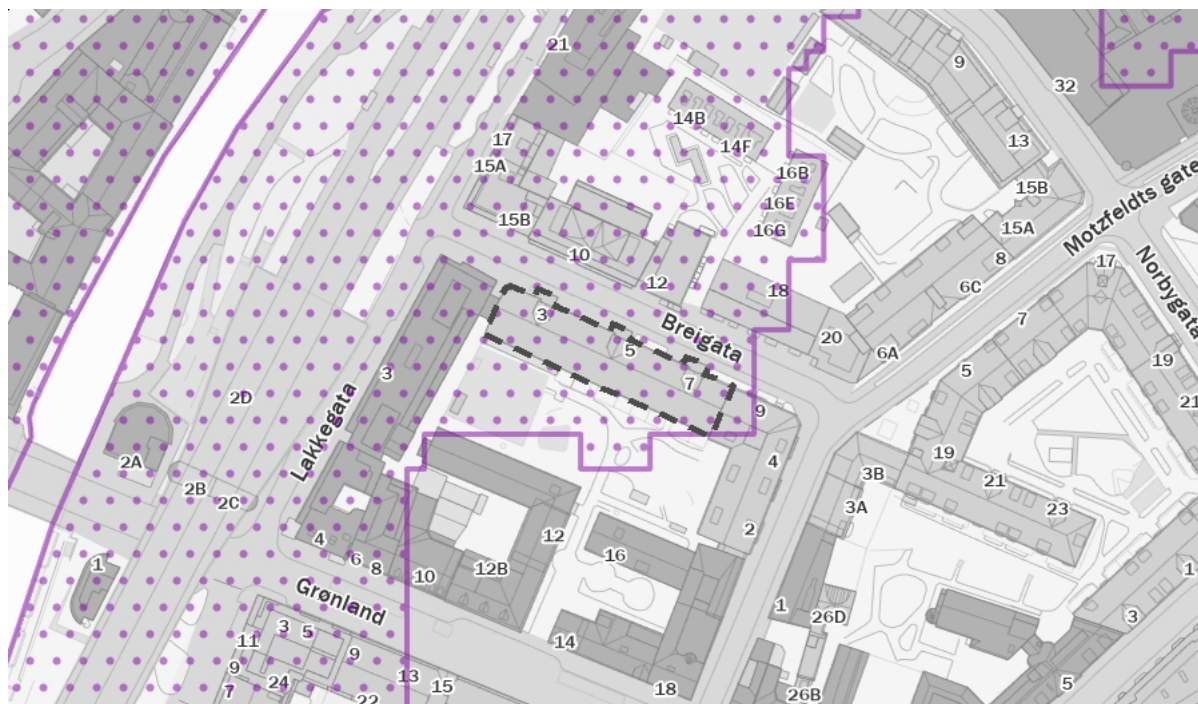 21
9
32
14B
14F
17
13
15A
16B
15B
16E
15B
16G
15A
Motzfeldts gate
10
8
17
12
18
6C
Norbygata
3
Breigata
7
5
20
6A
19
3
7
5
2D
9
21
Lakkegata
4
19
3B
2A
21
2B
3A
23
2C
12
2
4
16
6
8
12B
10
1
1
Grønland
1
26D
3
11
3
5
14
9
9
13
5
7
24
15
18
22
26B